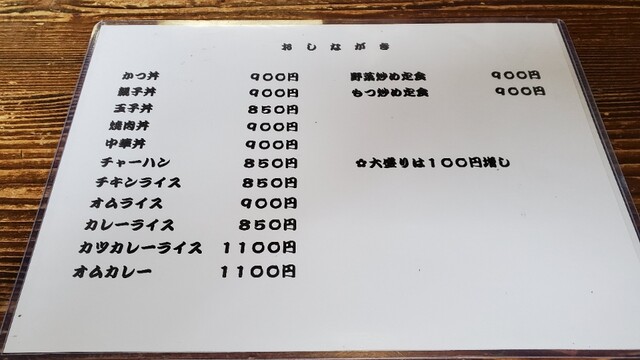 おしながき
かつ丼 900円
親子丼 900円
玉子丼 850円
焼肉丼 900円
中華丼 900円
チャーハン 850円
チキンライス 850円
オムライス 900円
カレーライス 850円
カツカレーライス 1100円
オムカレー 1100円
野菜炒め定食 900円
もつ炒め定食 900円
☆大盛りは100円増し